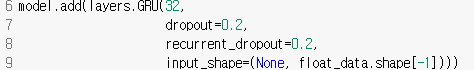 6 model.add(layers.GRU(32,
7                      dropout=0.2,
8                      recurrent_dropout=0.2,
9                      input_shape=(None, float_data.shape[-1])))